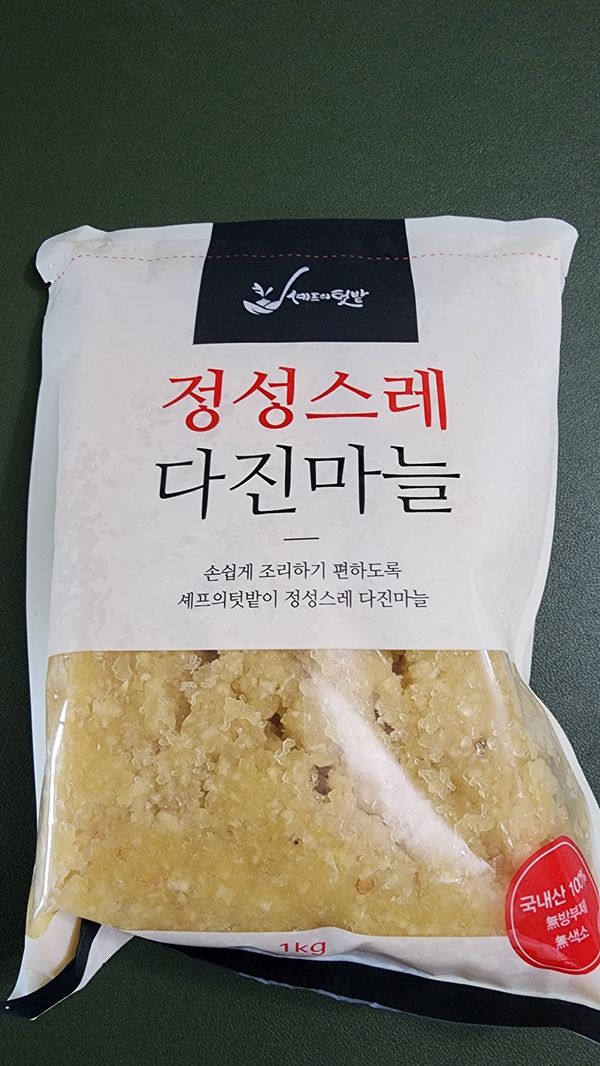 셰프의텃밭
정성스레
다진마늘
손쉽게 조리하기 편하도록
셰프의텃밭이 정성스레 다진마늘
국내산 100%
無방부제
無색소
1kg